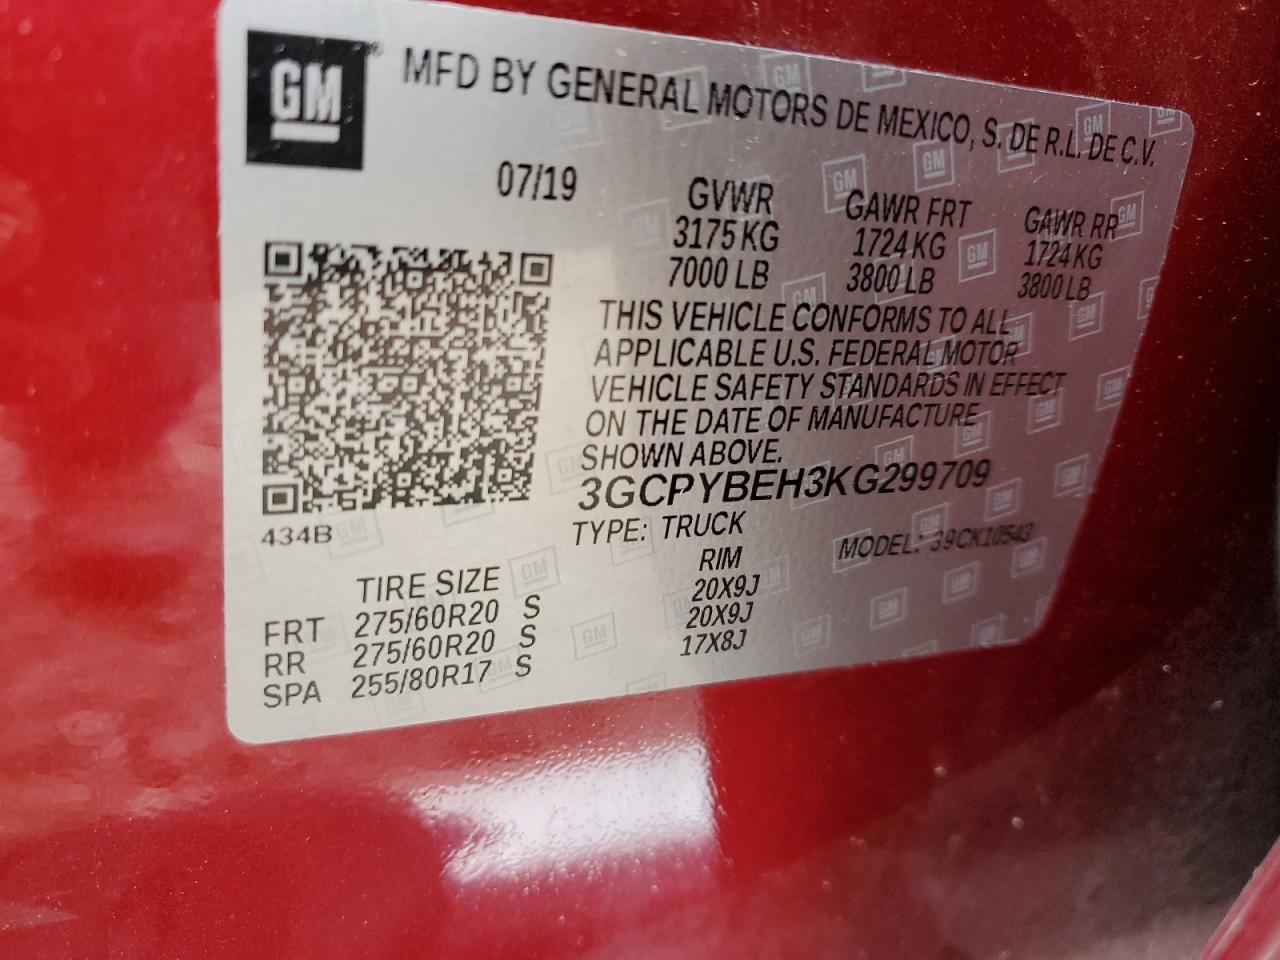 GM
MFD BY GENERAL MOTORS DE MEXICO, S. DE R.L. DE C.V.
07/19
GVWR GAWR FRT GAWR RR
3175 KG 1724 KG 1724 KG
7000 LB 3800 LB 3800 LB
THIS VEHICLE CONFORMS TO ALL
APPLICABLE U.S. FEDERAL MOTOR
VEHICLE SAFETY STANDARDS IN EFFECT
ON THE DATE OF MANUFACTURE
SHOWN ABOVE.
3GCPYBEH3KG299709
434B
TYPE: TRUCK MODEL: 39CK10543
TIRE SIZE RIM
FRT 275/60R20 S 20X9J
RR 275/60R20 S 20X9J
SPA 255/80R17 S 17X8J